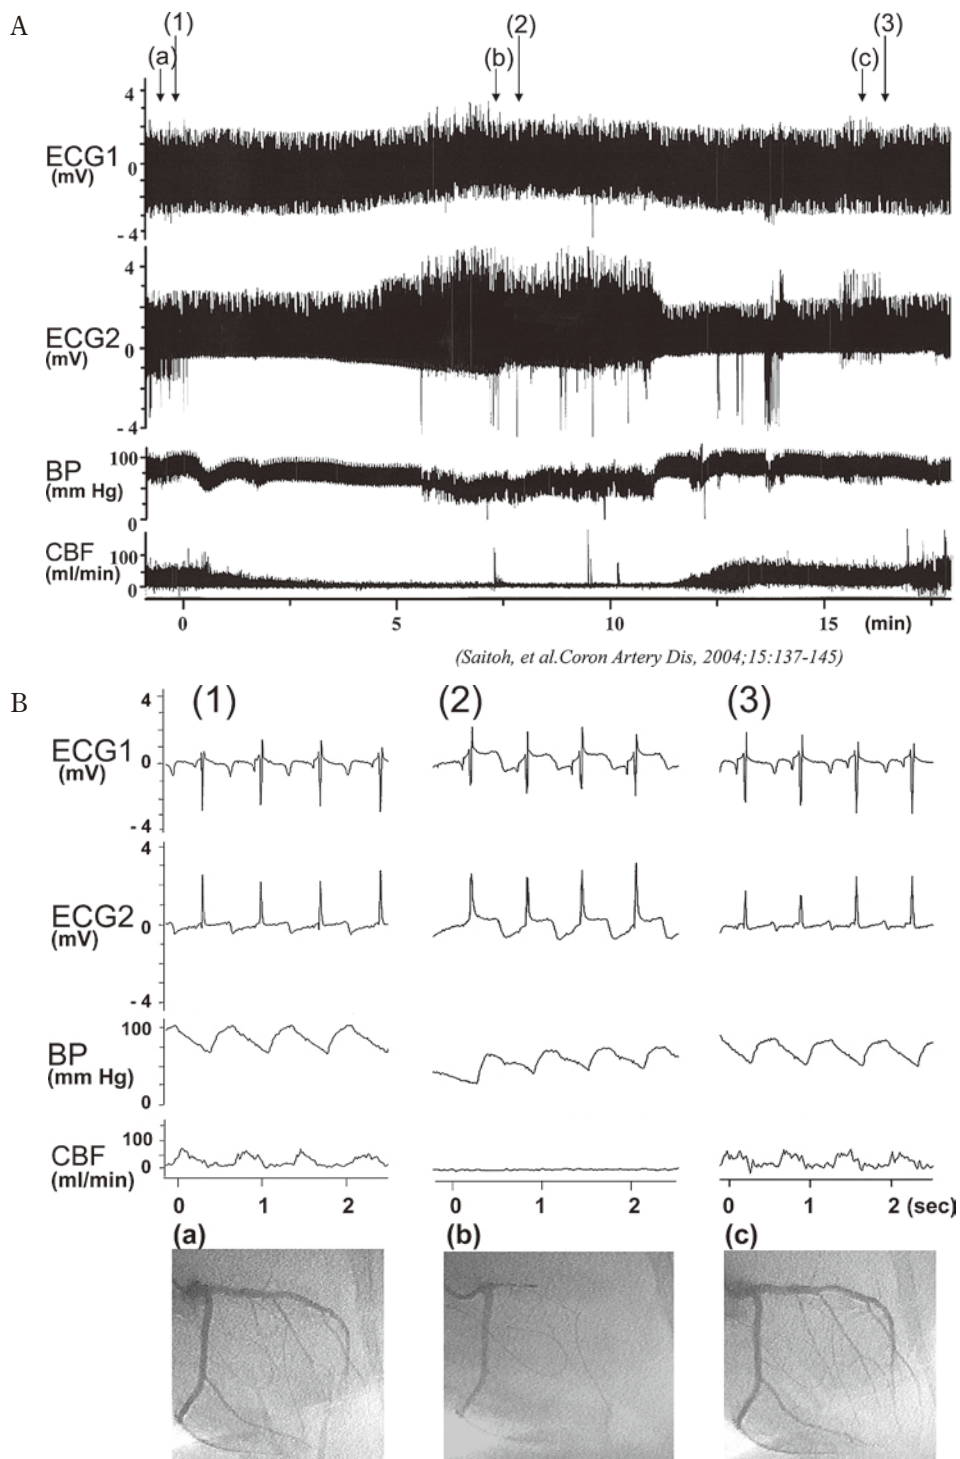 A
(1)
(2)
(3)
(a)
(b)
(c)
4
ECG1
(mV)
0
- 4
4
ECG2
(mV)
0
- 4
BP
(mm Hg)
100
0
CBF
(ml/min)
100
0
0 5 10 15 (min)
(Saitoh, et al.Coron Artery Dis, 2004;15:137-145)
B
(1) (2) (3)
4
ECG1
(mV)
0
- 4
4
ECG2
(mV)
0
- 4
BP
(mm Hg)
100
0
CBF
(ml/min)
100
0
0 1 2 0 1 2 0 1 2 (sec)
(a) (b) (c)